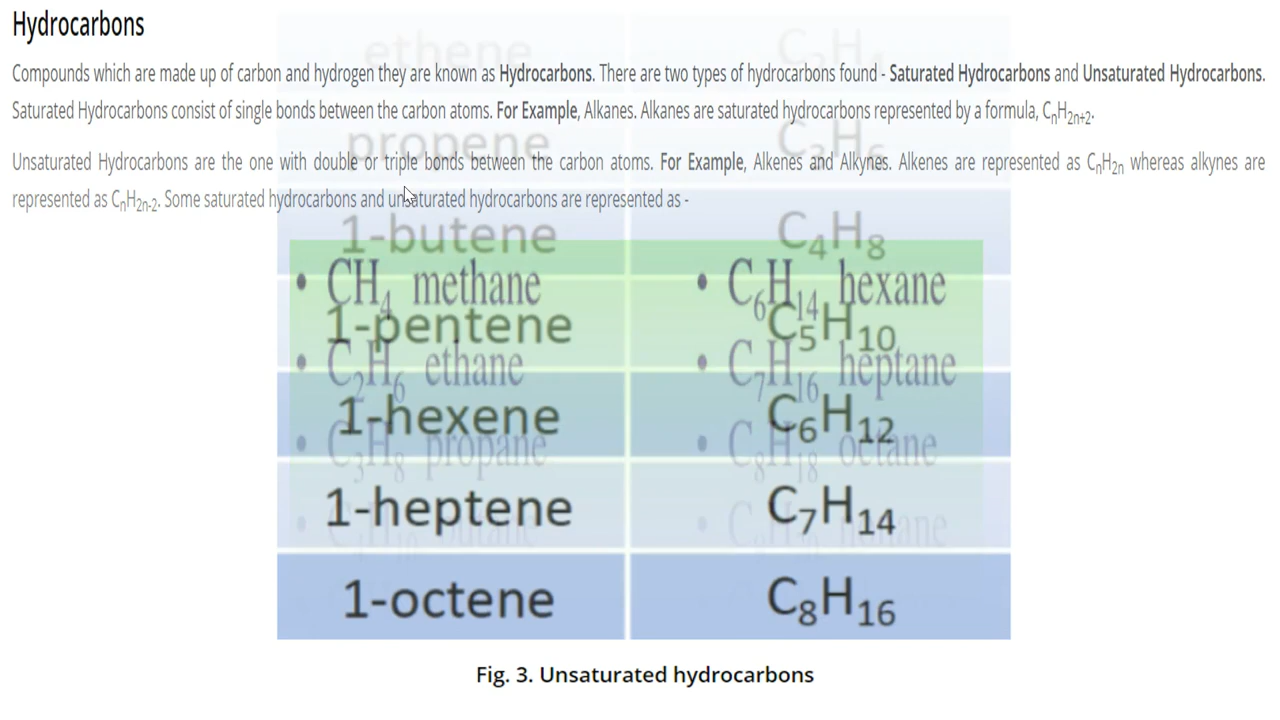 Hydrocarbons
Compounds which are made up of carbon and hydrogen they are known as Hydrocarbons. There are two types of hydrocarbons found - Saturated Hydrocarbons and Unsaturated Hydrocarbons.
Saturated Hydrocarbons consist of single bonds between the carbon atoms. For Example, Alkanes. Alkanes are saturated hydrocarbons represented by a formula, CₙH₂ₙ₊₂.
Unsaturated Hydrocarbons are the one with double or triple bonds between the carbon atoms. For Example, Alkenes and Alkynes. Alkenes are represented as CₙH₂ₙ whereas alkynes are
represented as CₙH₂ₙ₋₂. Some saturated hydrocarbons and unsaturated hydrocarbons are represented as -
ethene C₂H₄
propene C₃H₆
1-butene C₄H₈
• CH₄ methane • C₆H₁₄ hexane
1-pentene C₅H₁₀
• C₂H₆ ethane • C₇H₁₆ heptane
1-hexene C₆H₁₂
• C₃H₈ propane • C₈H₁₈ octane
1-heptene C₇H₁₄
1-octene C₈H₁₆
Fig. 3. Unsaturated hydrocarbons